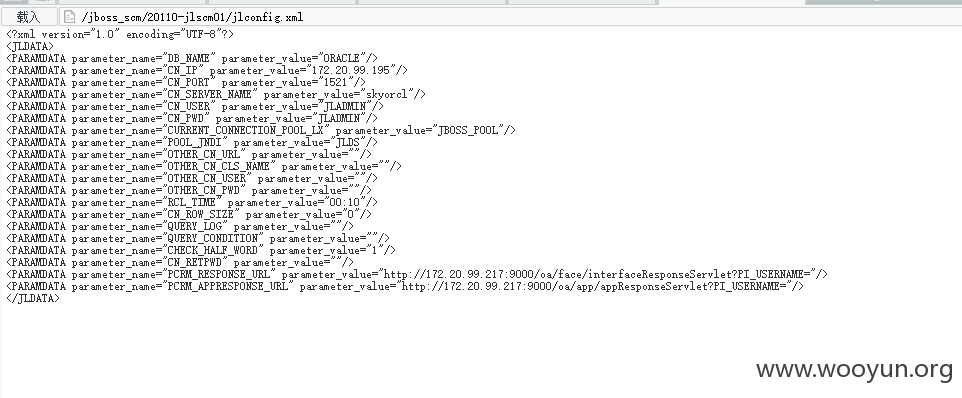 载入 /jboss_scm/20110-jlscm01/jlconfig.xml
<?xml version="1.0" encoding="UTF-8"?>
<JLDATA>
<PARAMDATA parameter_name="DB_NAME" parameter_value="ORACLE"/>
<PARAMDATA parameter_name="CN_IP" parameter_value="172.20.99.195"/>
<PARAMDATA parameter_name="CN_PORT" parameter_value="1521"/>
<PARAMDATA parameter_name="CN_SERVER_NAME" parameter_value="skyorcl"/>
<PARAMDATA parameter_name="CN_USER" parameter_value="JLADMIN"/>
<PARAMDATA parameter_name="CN_PWD" parameter_value="JLADMIN"/>
<PARAMDATA parameter_name="CURRENT_CONNECTION_POOL_LX" parameter_value="JBOSS_POOL"/>
<PARAMDATA parameter_name="POOL_JNDI" parameter_value="JLDS"/>
<PARAMDATA parameter_name="OTHER_CN_URL" parameter_value=""/>
<PARAMDATA parameter_name="OTHER_CN_CLS_NAME" parameter_value=""/>
<PARAMDATA parameter_name="OTHER_CN_USER" parameter_value=""/>
<PARAMDATA parameter_name="OTHER_CN_PWD" parameter_value=""/>
<PARAMDATA parameter_name="RCL_TIME" parameter_value="00:10"/>
<PARAMDATA parameter_name="CN_ROW_SIZE" parameter_value="0"/>
<PARAMDATA parameter_name="QUERY_LOG" parameter_value=""/>
<PARAMDATA parameter_name="QUERY_CONDITION" parameter_value=""/>
<PARAMDATA parameter_name="CHECK_HALF_WORD" parameter_value="1"/>
<PARAMDATA parameter_name="CN_RETPWD" parameter_value=""/>
<PARAMDATA parameter_name="PCRM_RESPONSE_URL" parameter_value="http://172.20.99.217:9000/oa/face/interfaceResponseServlet?PI_USERNAME="/>
<PARAMDATA parameter_name="PCRM_APPRESPONSE_URL" parameter_value="http://172.20.99.217:9000/oa/app/appResponseServlet?PI_USERNAME="/>
</JLDATA>
www.wooyun.org